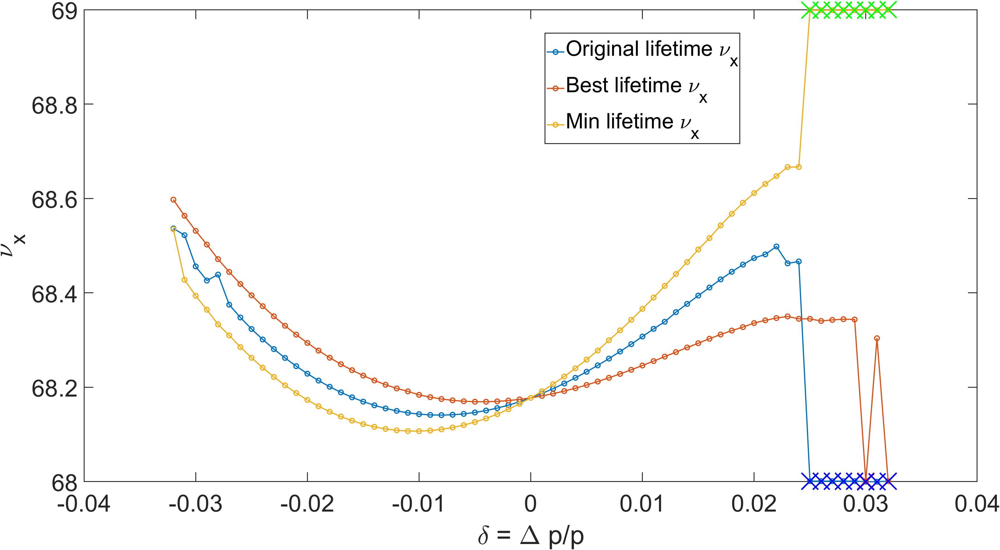 69
68.8
68.6
68.4
68.2
68
ν x
Original lifetime ν x
Best lifetime ν x
Min lifetime ν x
-0.04 -0.03 -0.02 -0.01 0 0.01 0.02 0.03 0.04
δ = Δ p/p